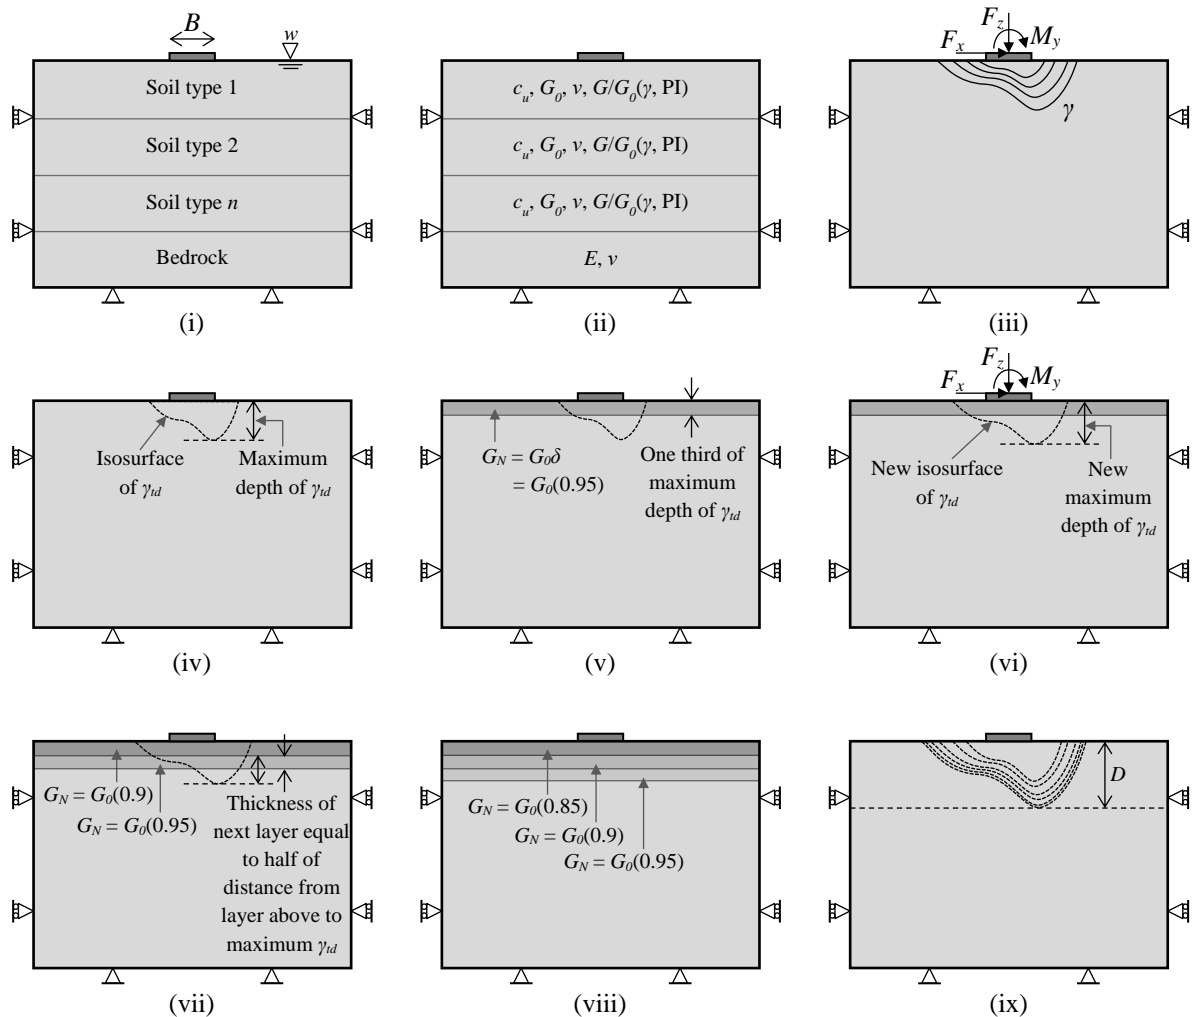 B
w
Soil type 1
Soil type 2
Soil type n
Bedrock
(i)
c_u, G_0, ν, G/G_0(γ, PI)
c_u, G_0, ν, G/G_0(γ, PI)
c_u, G_0, ν, G/G_0(γ, PI)
E, ν
(ii)
F_z
F_x
M_y
γ
(iii)
Isosurface
of γ_td
Maximum
depth of γ_td
(iv)
G_N = G_0δ
= G_0(0.95)
One third of
maximum
depth of γ_td
(v)
F_z
F_x
M_y
New isosurface
of γ_td
New
maximum
depth of γ_td
(vi)
G_N = G_0(0.9)
G_N = G_0(0.95)
Thickness of
next layer equal
to half of
distance from
layer above to
maximum γ_td
(vii)
G_N = G_0(0.85)
G_N = G_0(0.9)
G_N = G_0(0.95)
(viii)
D
(ix)